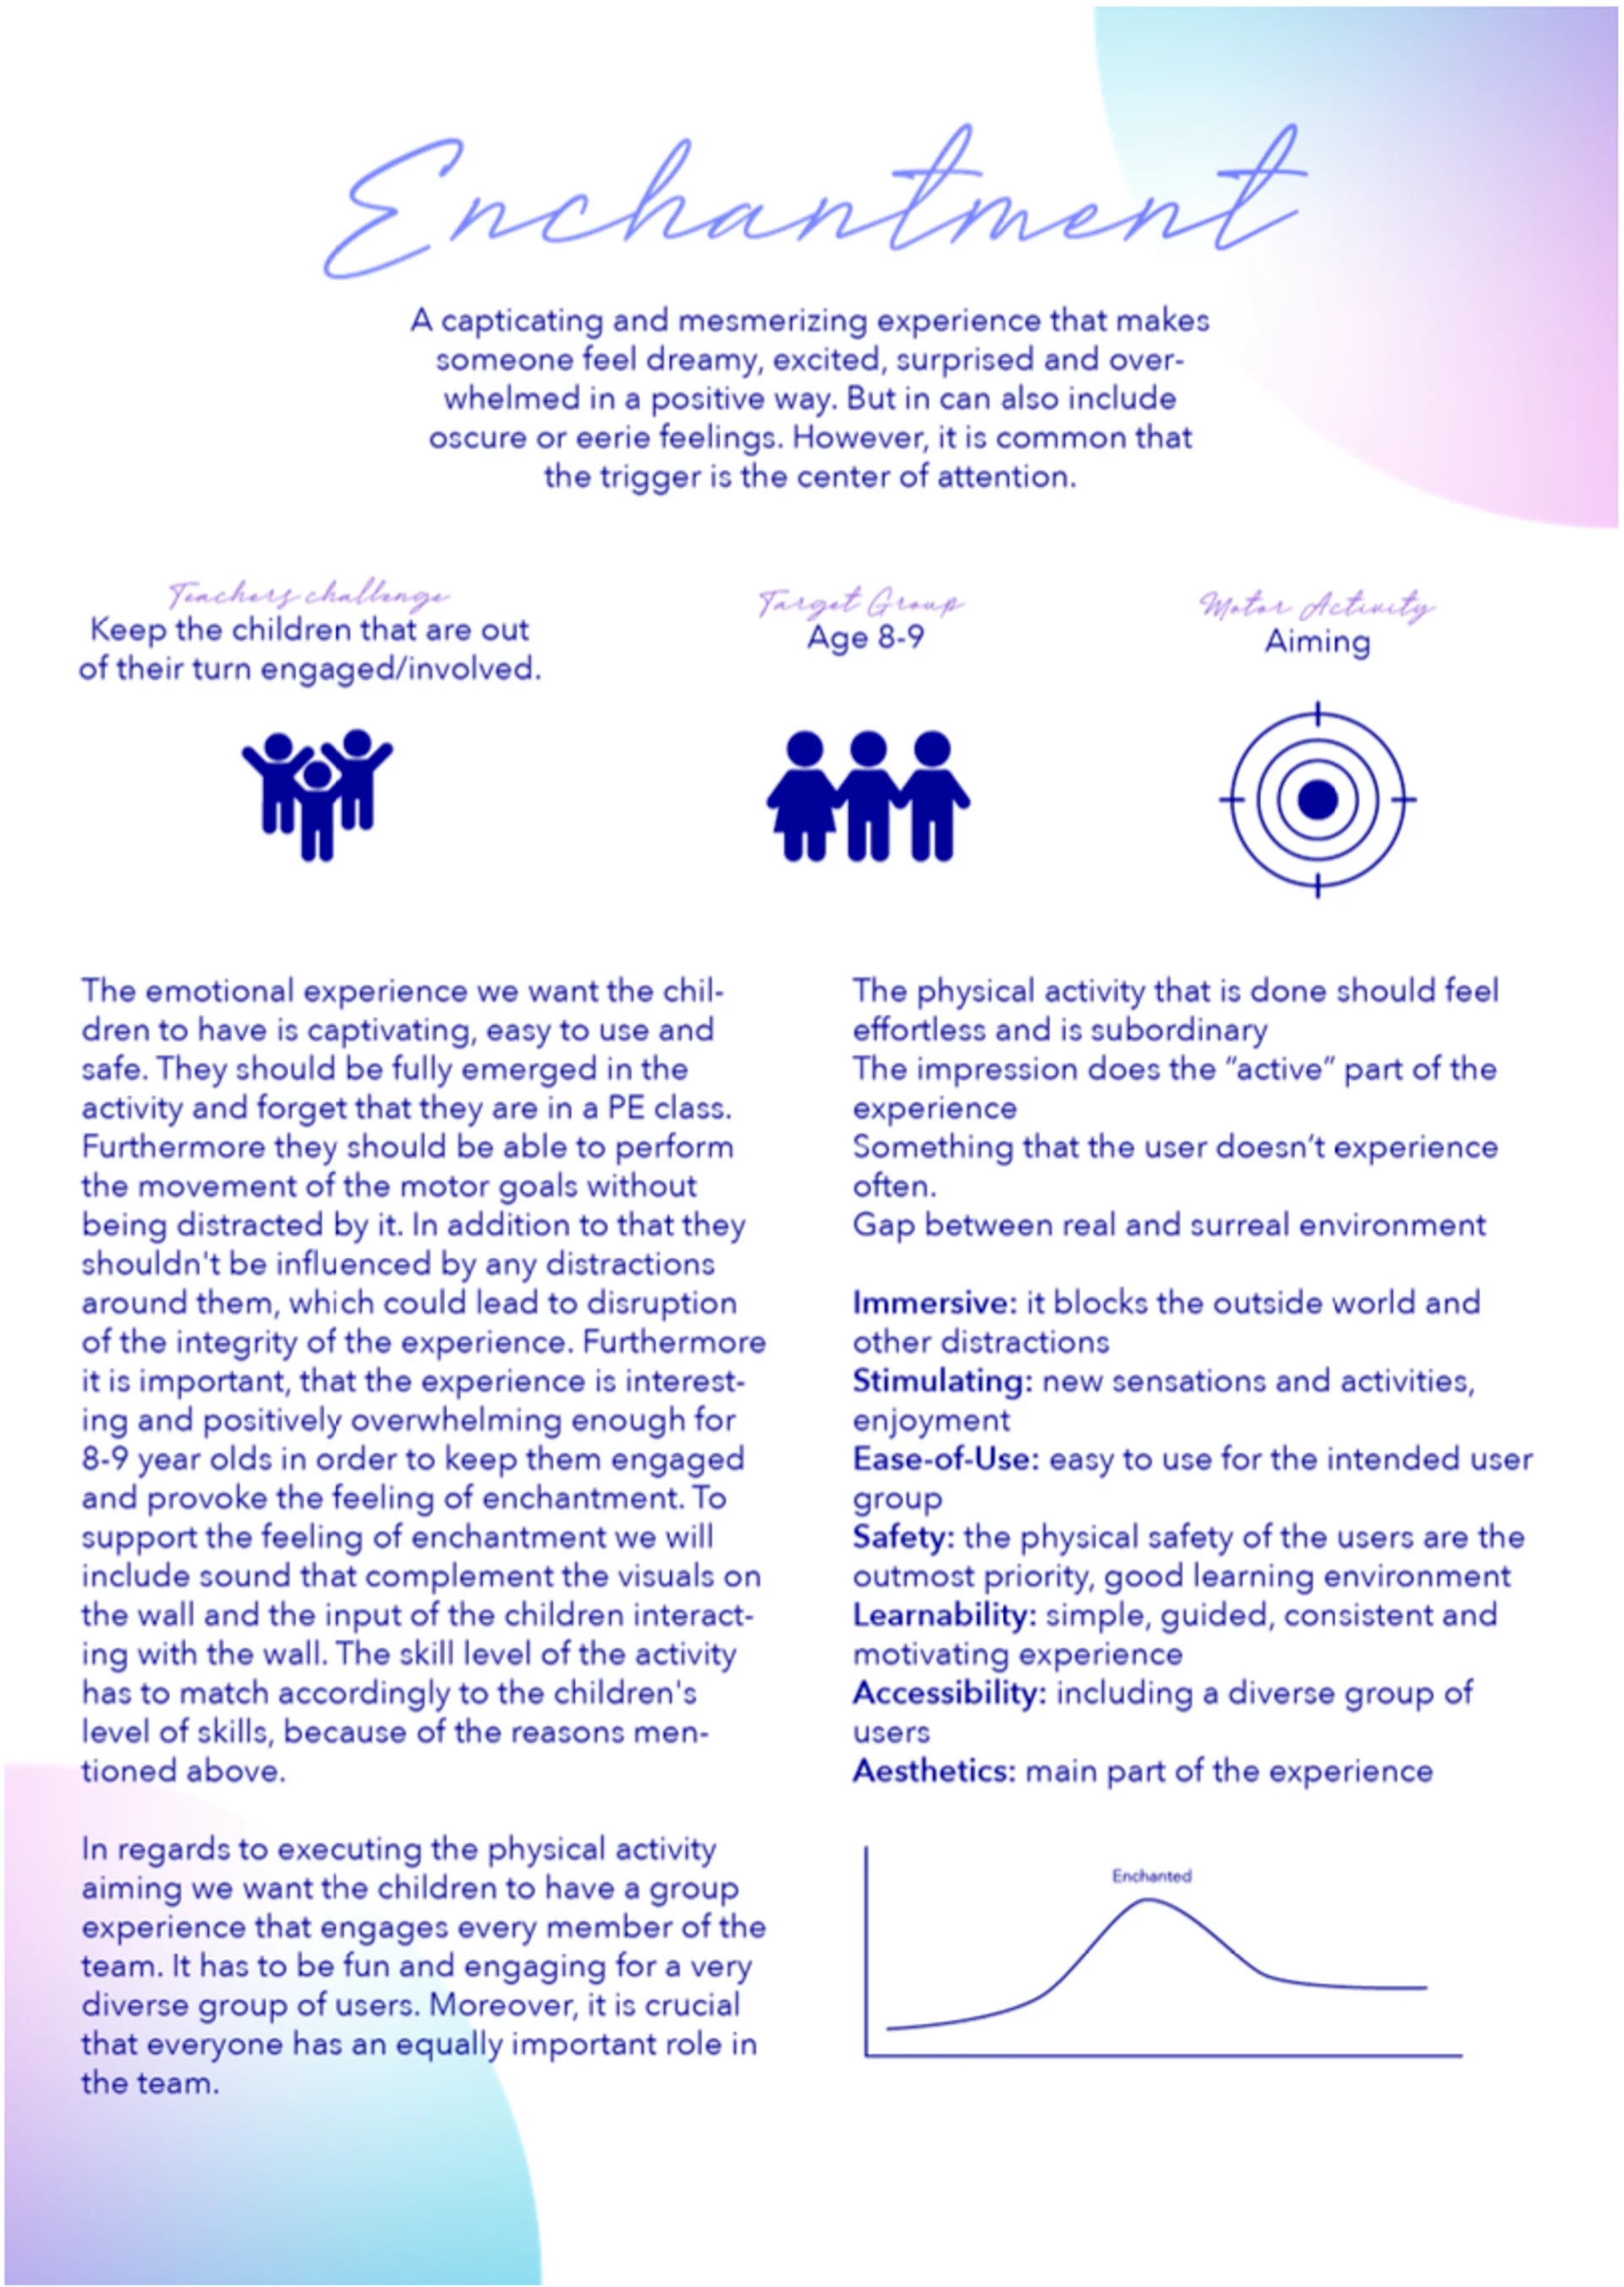 Enchantment
A capticating and mesmerizing experience that makes
someone feel dreamy, excited, surprised and over-
whelmed in a positive way. But in can also include
oscure or eerie feelings. However, it is common that
the trigger is the center of attention.
Teachers challenge
Keep the children that are out
of their turn engaged/involved.
Target Group
Age 8-9
Motor Activity
Aiming
The emotional experience we want the chil-
dren to have is captivating, easy to use and
safe. They should be fully emerged in the
activity and forget that they are in a PE class.
Furthermore they should be able to perform
the movement of the motor goals without
being distracted by it. In addition to that they
shouldn't be influenced by any distractions
around them, which could lead to disruption
of the integrity of the experience. Furthermore
it is important, that the experience is interest-
ing and positively overwhelming enough for
8-9 year olds in order to keep them engaged
and provoke the feeling of enchantment. To
support the feeling of enchantment we will
include sound that complement the visuals on
the wall and the input of the children interact-
ing with the wall. The skill level of the activity
has to match accordingly to the children's
level of skills, because of the reasons men-
tioned above.
In regards to executing the physical activity
aiming we want the children to have a group
experience that engages every member of the
team. It has to be fun and engaging for a very
diverse group of users. Moreover, it is crucial
that everyone has an equally important role in
the team.
The physical activity that is done should feel
effortless and is subordinary
The impression does the “active” part of the
experience
Something that the user doesn’t experience
often.
Gap between real and surreal environment
Immersive: it blocks the outside world and
other distractions
Stimulating: new sensations and activities,
enjoyment
Ease-of-Use: easy to use for the intended user
group
Safety: the physical safety of the users are the
outmost priority, good learning environment
Learnability: simple, guided, consistent and
motivating experience
Accessibility: including a diverse group of
users
Aesthetics: main part of the experience
Enchanted